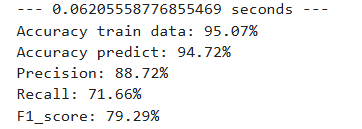 --- 0.06205558776855469 seconds ---
Accuracy train data: 95.07%
Accuracy predict: 94.72%
Precision: 88.72%
Recall: 71.66%
F1_score: 79.29%